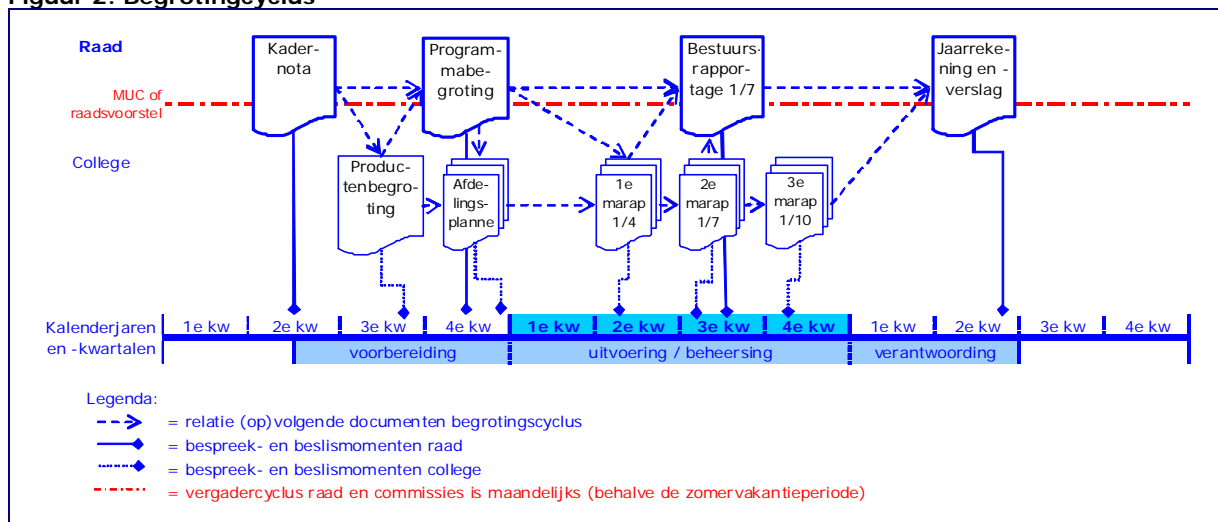 Figuur 2: Begrotingcyclus
Raad
Kader-
nota
Program-
mabe-
groting
Bestuurs-
rappor-
tage 1/7
Jaarreke-
ning en -
verslag
MUC of
raadsvoorstel
College
Produc-
tenbegro-
ting
Afde-
lings-
planne
1e
marap
1/4
2e
marap
1/7
3e
marap
1/10
Kalenderjaren
en -kwartalen
1e kw
2e kw
3e kw
4e kw
1e kw
2e kw
3e kw
4e kw
1e kw
2e kw
3e kw
4e kw
voorbereiding
uitvoering / beheersing
verantwoording
Legenda:
= relatie (op)volgende documenten begrotingscyclus
= bespreek- en beslismomenten raad
= bespreek- en beslismomenten college
= vergadercyclus raad en commissies is maandelijks (behalve de zomervakantieperiode)